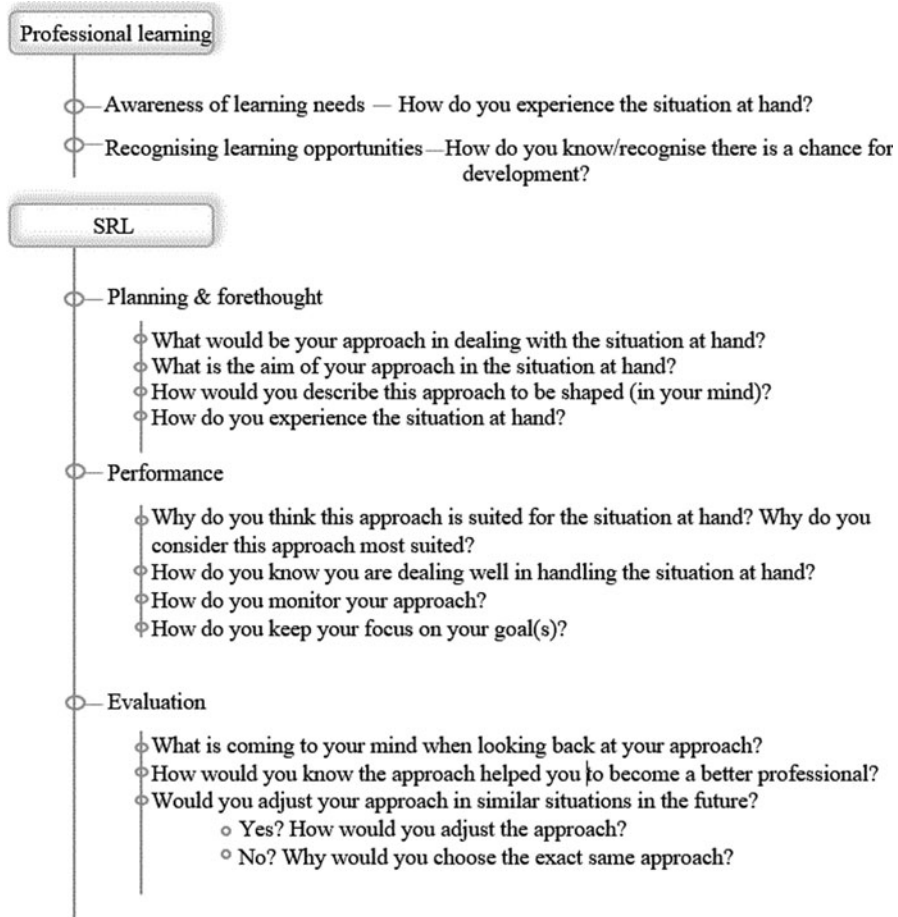 Professional learning
Awareness of learning needs — How do you experience the situation at hand?
Recognising learning opportunities—How do you know/recognise there is a chance for
development?
SRL
Planning & forethought
What would be your approach in dealing with the situation at hand?
What is the aim of your approach in the situation at hand?
How would you describe this approach to be shaped (in your mind)?
How do you experience the situation at hand?
Performance
Why do you think this approach is suited for the situation at hand? Why do you
consider this approach most suited?
How do you know you are dealing well in handling the situation at hand?
How do you monitor your approach?
How do you keep your focus on your goal(s)?
Evaluation
What is coming to your mind when looking back at your approach?
How would you know the approach helped you to become a better professional?
Would you adjust your approach in similar situations in the future?
Yes? How would you adjust the approach?
No? Why would you choose the exact same approach?